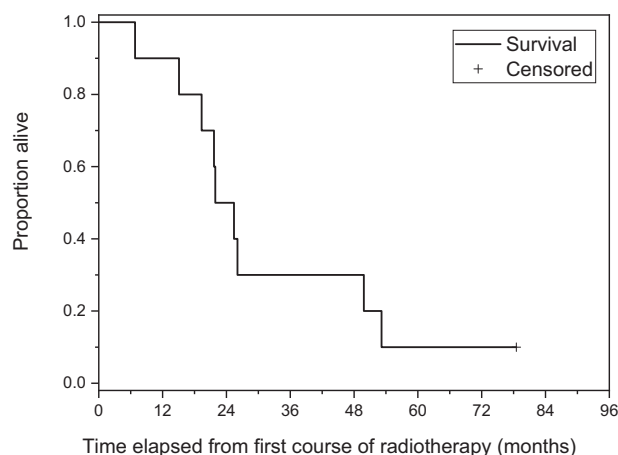 1.0
0.8
0.6
0.4
0.2
0.0
Proportion alive
Survival
Censored
0 12 24 36 48 60 72 84 96
Time elapsed from first course of radiotherapy (months)